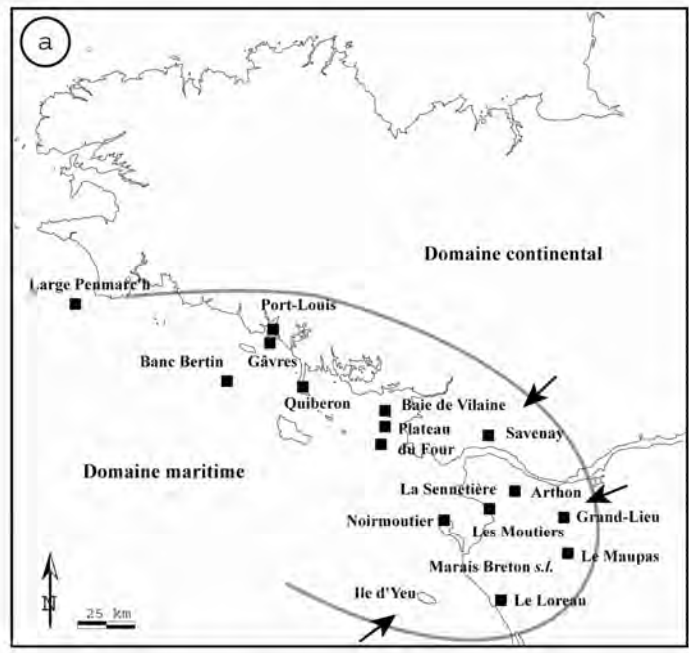 a
Domaine continental
Large Penmarc'h
Port-Louis
Banc Bertin
Gâvres
Quiberon
Baie de Vilaine
Plateau
du Four
Savenay
Domaine maritime
La Sennetière
Arthon
Noirmoutier
Grand-Lieu
Les Moutiers
Marais Breton s.l.
Le Maupas
Ile d'Yeu
Le Loreau
N
25 km